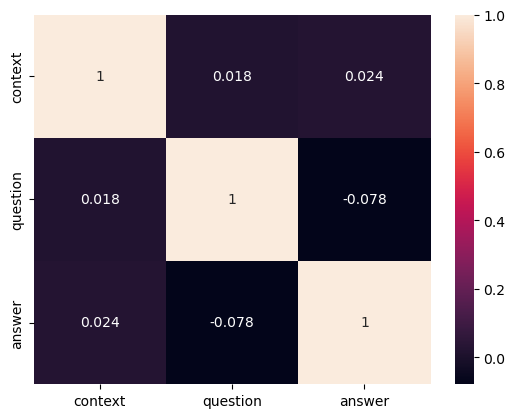 context 1 0.018 0.024
question 0.018 1 -0.078
answer 0.024 -0.078 1
context question answer
1.0
0.8
0.6
0.4
0.2
0.0